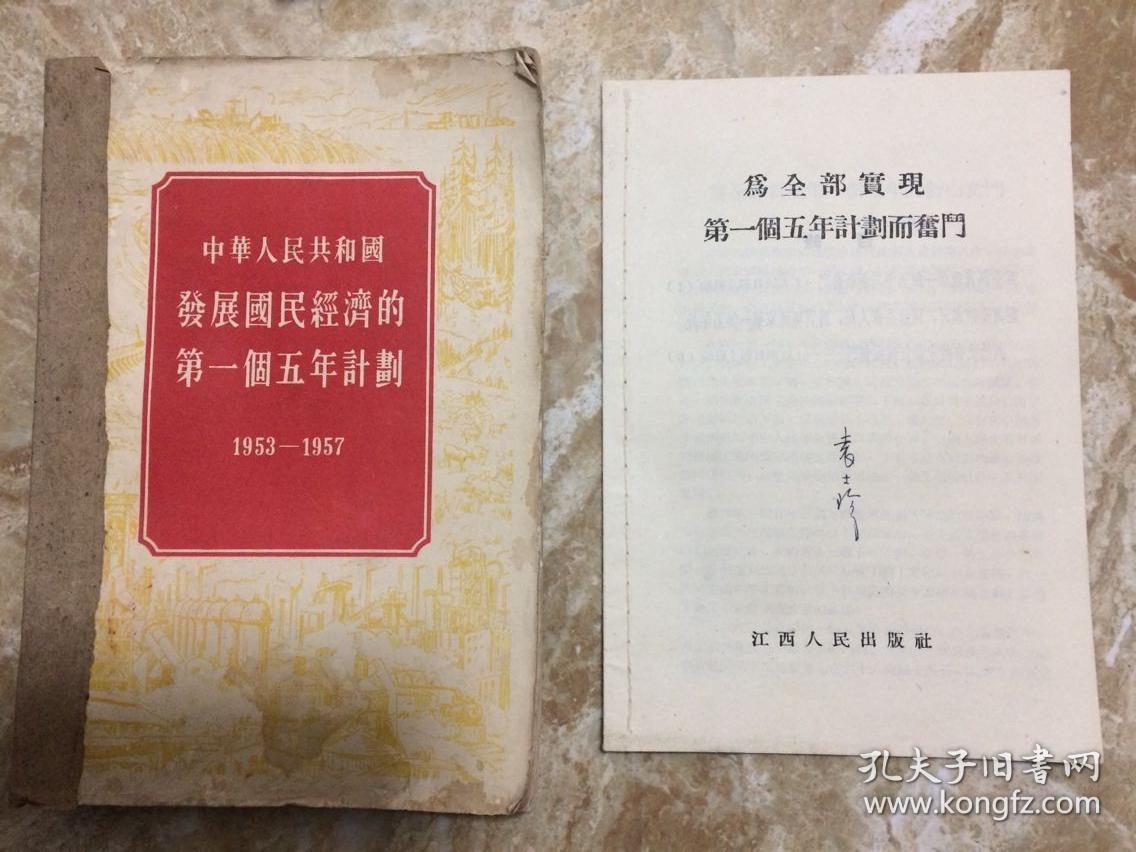 中華人民共和國
發展國民經濟的
第一個五年計劃
1953—1957
爲全部實現
第一個五年計劃而奮鬥
江西人民出版社
孔夫子旧书网
www.kongfz.com